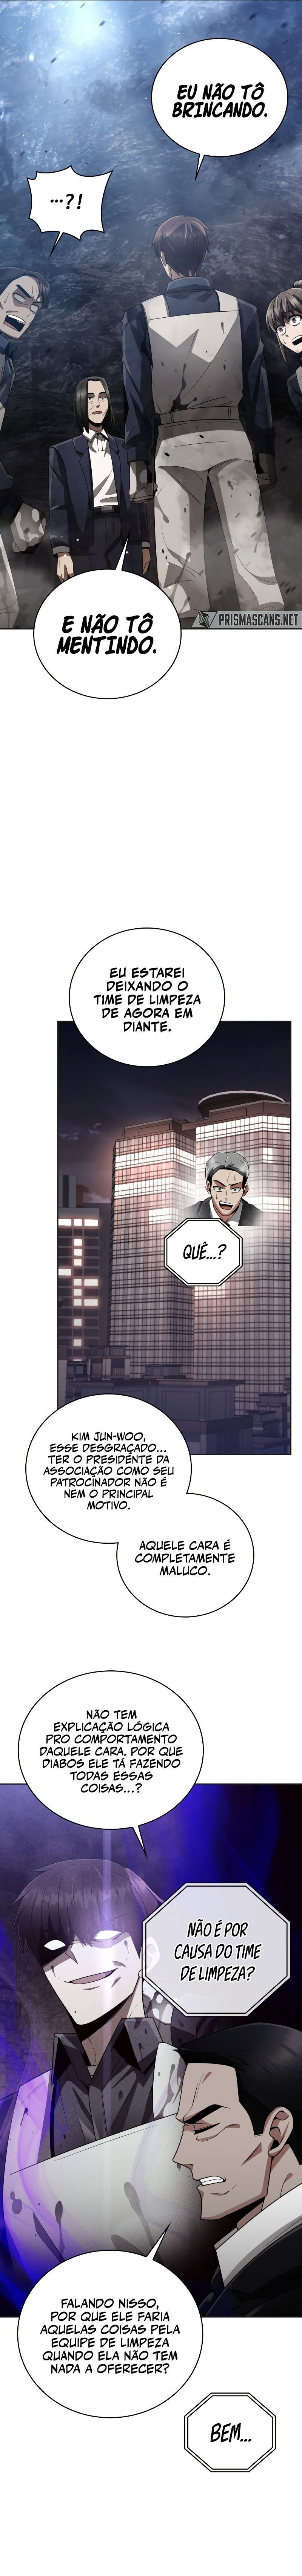 EU NÃO TÔ
BRINCANDO.
...?!
E NÃO TÔ
MENTINDO.
PRISMASCANS.NET
EU ESTAREI
DEIXANDO O
TIME DE LIMPEZA
DE AGORA EM
DIANTE.
QUÊ...?
KIM JUN-WOO,
ESSE DESGRAÇADO...
TER O PRESIDENTE DA
ASSOCIAÇÃO COMO SEU
PATROCINADOR NÃO É
NEM O PRINCIPAL
MOTIVO.
AQUELE CARA É
COMPLETAMENTE
MALUCO.
NÃO TEM
EXPLICAÇÃO LÓGICA
PRO COMPORTAMENTO
DAQUELE CARA. POR QUE
DIABOS ELE TÁ FAZENDO
TODAS ESSAS
COISAS...?
NÃO É POR
CAUSA DO TIME
DE LIMPEZA?
FALANDO NISSO,
POR QUE ELE FARIA
AQUELAS COISAS PELA
EQUIPE DE LIMPEZA
QUANDO ELA NÃO TEM
NADA A OFERECER?
BEM...